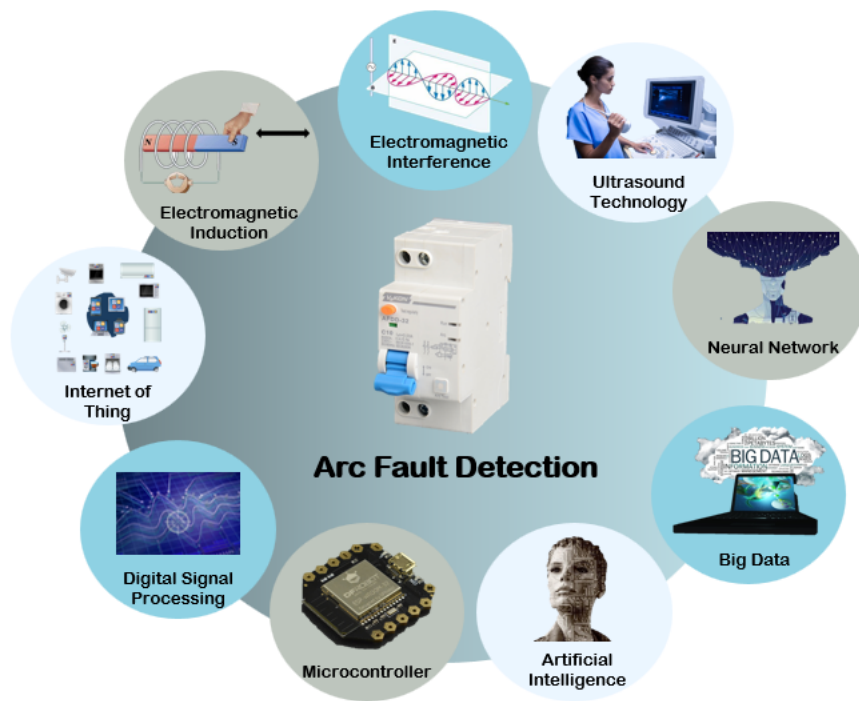 Electromagnetic
Interference
Ultrasound
Technology
Neural Network
BIG DATA
INFORMATION
Big Data
Artificial
Intelligence
Microcontroller
Digital Signal
Processing
Internet of
Thing
Electromagnetic
Induction
N
Arc Fault Detection